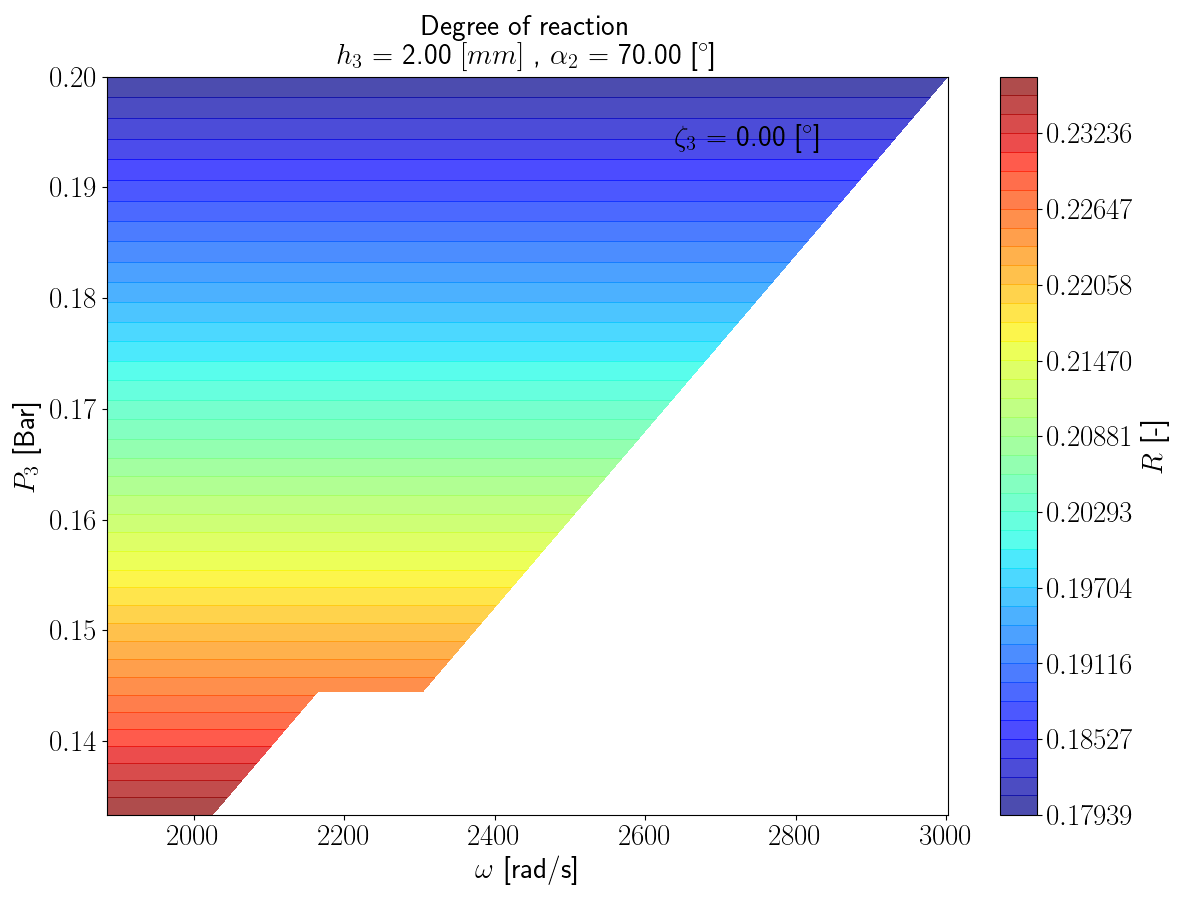 Degree of reaction
h₃ = 2.00 [mm] , α₂ = 70.00 [°]
ζ₃ = 0.00 [°]
P₃ [Bar]
0.20
0.19
0.18
0.17
0.16
0.15
0.14
2000 2200 2400 2600 2800 3000
ω [rad/s]
0.23236
0.22647
0.22058
0.21470
0.20881
0.20293
0.19704
0.19116
0.18527
0.17939
R [-]